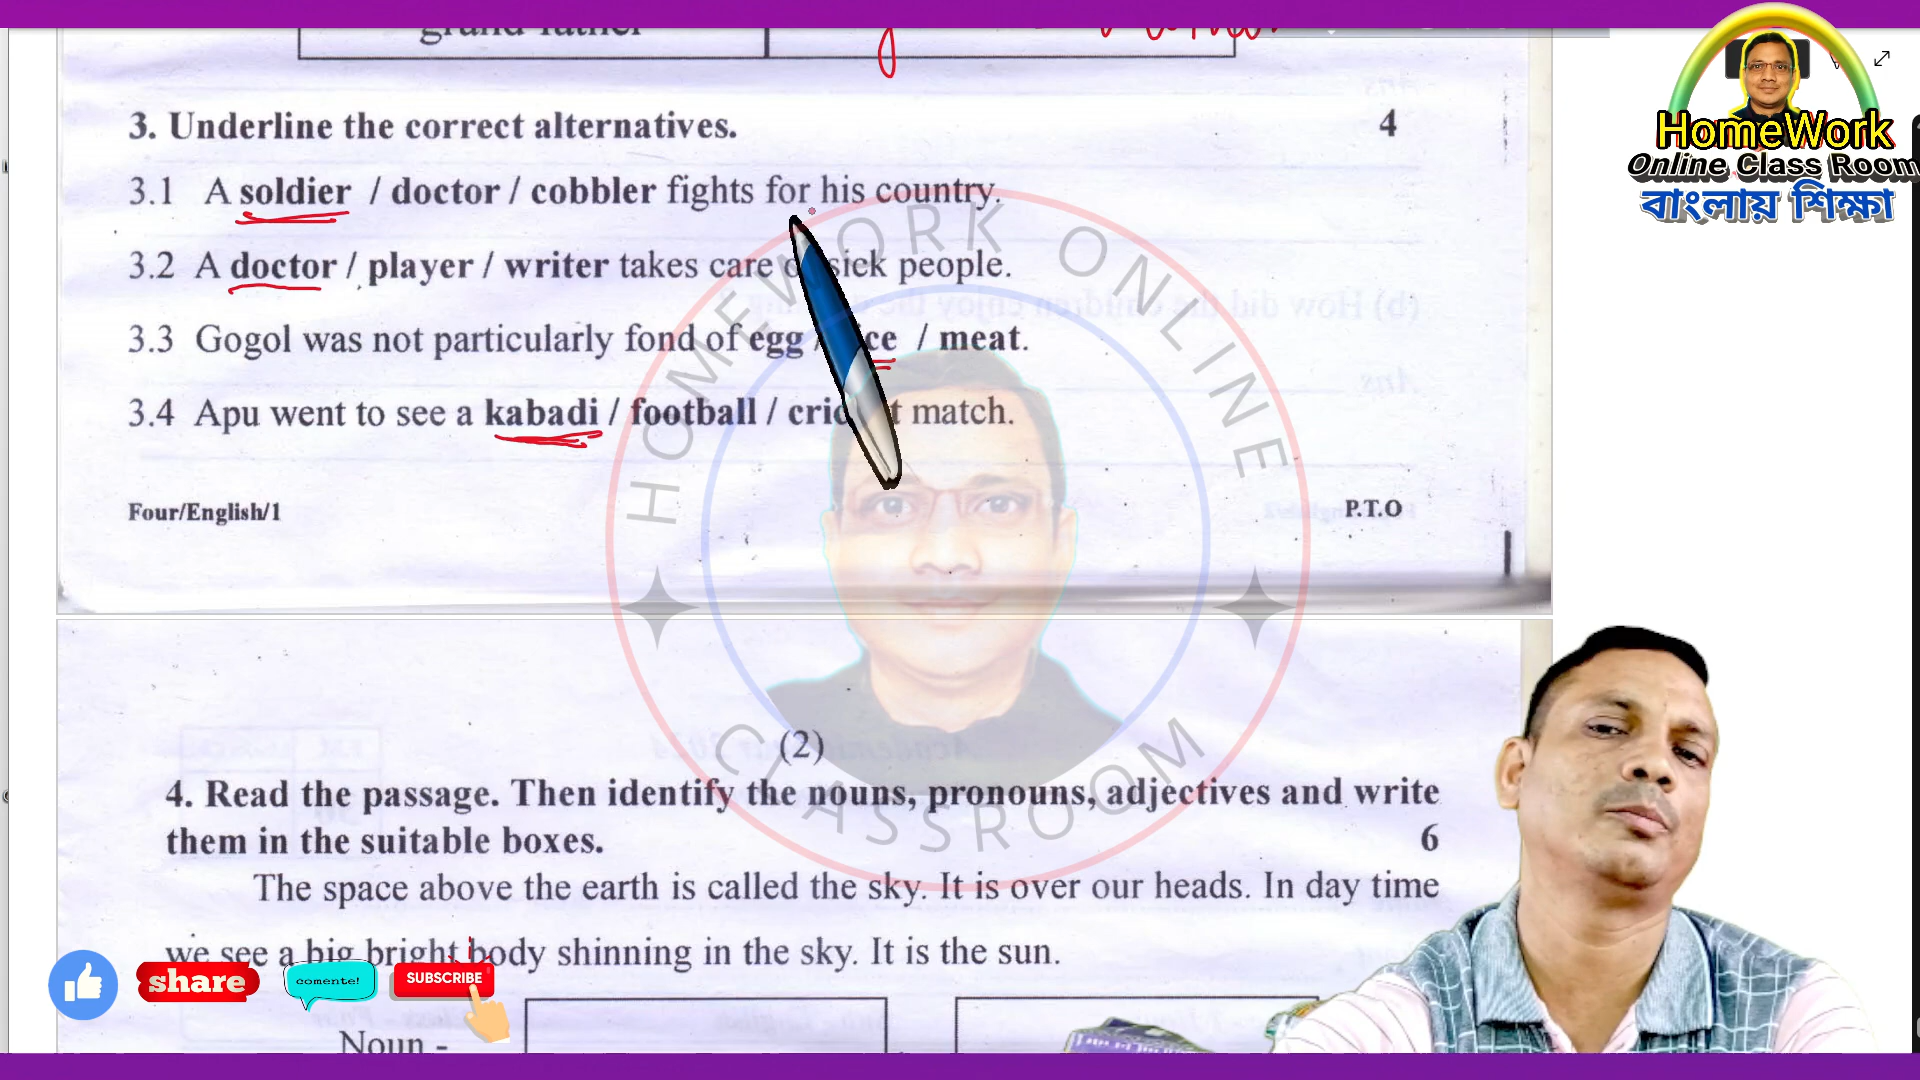 3. Underline the correct alternatives. 4
3.1 A soldier / doctor / cobbler fights for his country.
3.2 A doctor / player / writer takes care sick people.
3.3 Gogol was not particularly fond of egg / / meat.
3.4 Apu went to see a kabadi / football / match.
Four/English/1 P.T.O
(2)
4. Read the passage. Then identify the nouns, pronouns, adjectives and write
them in the suitable boxes. 6
The space above the earth is called the sky. It is over our heads. In day time
we see a big bright body shinning in the sky. It is the sun.
Noun -
HomeWork
Online Class Room
বাংলায় শিক্ষা
HOMEWORK ONLINE
CLASSROOM
share
comente!
SUBSCRIBE